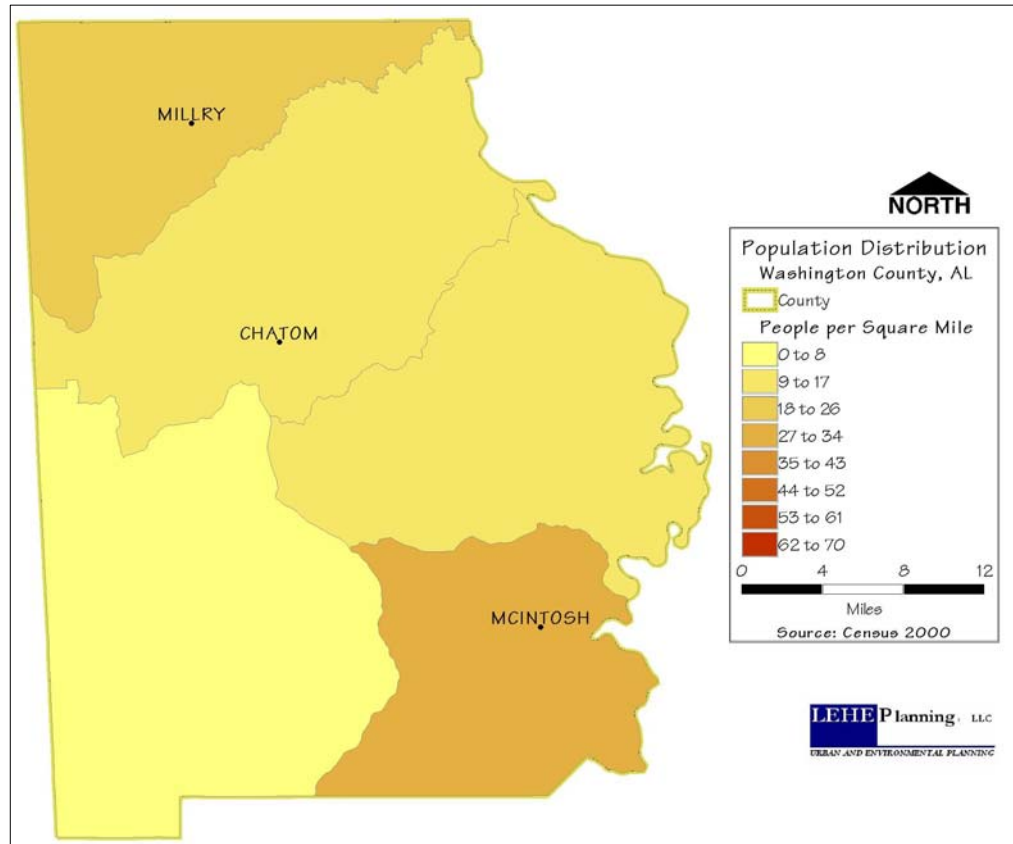 MILLRY
CHATOM
MCINTOSH
NORTH
Population Distribution
Washington County, AL
County
People per Square Mile
0 to 8
9 to 17
18 to 26
27 to 34
35 to 43
44 to 52
53 to 61
62 to 70
0 4 8 12
Miles
Source: Census 2000
LEHE Planning, LLC
URBAN AND ENVIRONMENTAL PLANNING